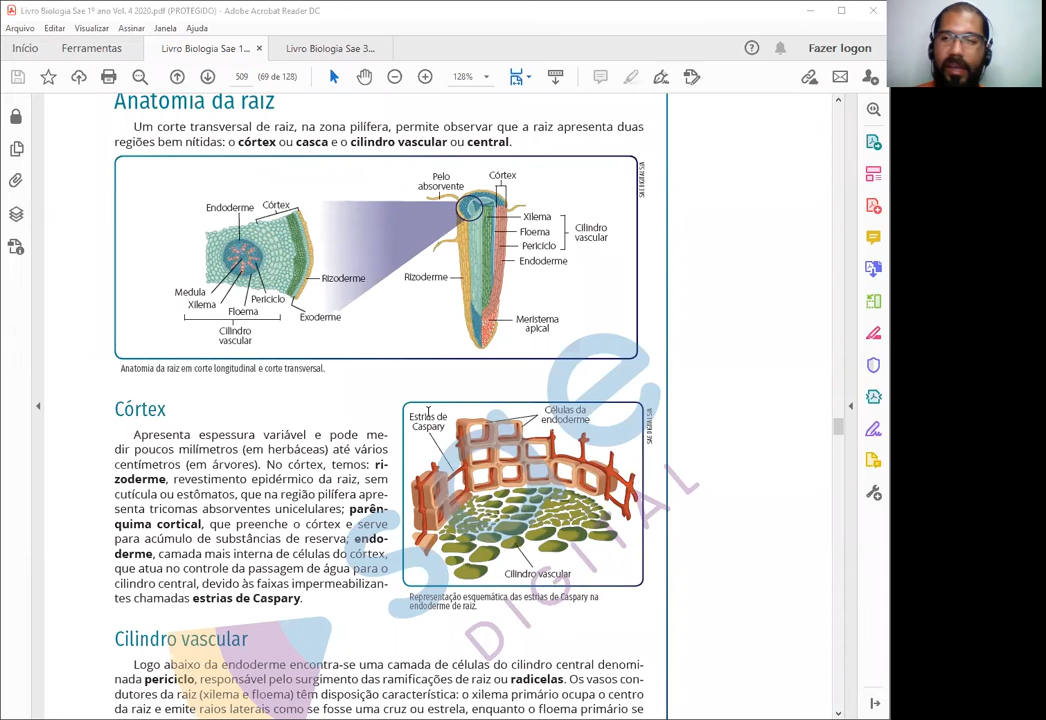 Livro Biologia Sae 1º ano Vol. 4 2020.pdf (PROTEGIDO) - Adobe Acrobat Reader DC
Arquivo Editar Visualizar Assinar Janela Ajuda
Início Ferramentas Livro Biologia Sae 1... × Livro Biologia Sae 3... Fazer logon
509 (69 de 128) 128%
Anatomia da raiz
Um corte transversal de raiz, na zona pilífera, permite observar que a raiz apresenta duas
regiões bem nítidas: o córtex ou casca e o cilindro vascular ou central.
Pelo
absorvente
Córtex
Endoderme
Córtex
Xilema
Floema
Periciclo
Cilindro
vascular
Endoderme
Rizoderme
Rizoderme
Medula
Xilema
Floema
Periciclo
Exoderme
Cilindro
vascular
Meristema
apical
SAE DIGITAL S/A
Anatomia da raiz em corte longitudinal e corte transversal.
Córtex
Apresenta espessura variável e pode me-
dir poucos milímetros (em herbáceas) até vários
centímetros (em árvores). No córtex, temos: ri-
zoderme, revestimento epidérmico da raiz, sem
cutícula ou estômatos, que na região pilífera apre-
senta tricomas absorventes unicelulares; parên-
quima cortical, que preenche o córtex e serve
para acúmulo de substâncias de reserva; endo-
derme, camada mais interna de células do córtex,
que atua no controle da passagem de água para o
cilindro central, devido às faixas impermeabilizan-
tes chamadas estrias de Caspary.
Estrias de
Caspary
Células da
endoderme
Cilindro vascular
SAE DIGITAL S/A
Representação esquemática das estrias de Caspary na
endoderme de raiz.
sae
DIGITAL
Cilindro vascular
Logo abaixo da endoderme encontra-se uma camada de células do cilindro central denomi-
nada periciclo, responsável pelo surgimento das ramificações de raiz ou radicelas. Os vasos con-
dutores da raiz (xilema e floema) têm disposição característica: o xilema primário ocupa o centro
da raiz e emite raios laterais como se fosse uma cruz ou estrela, enquanto o floema primário se